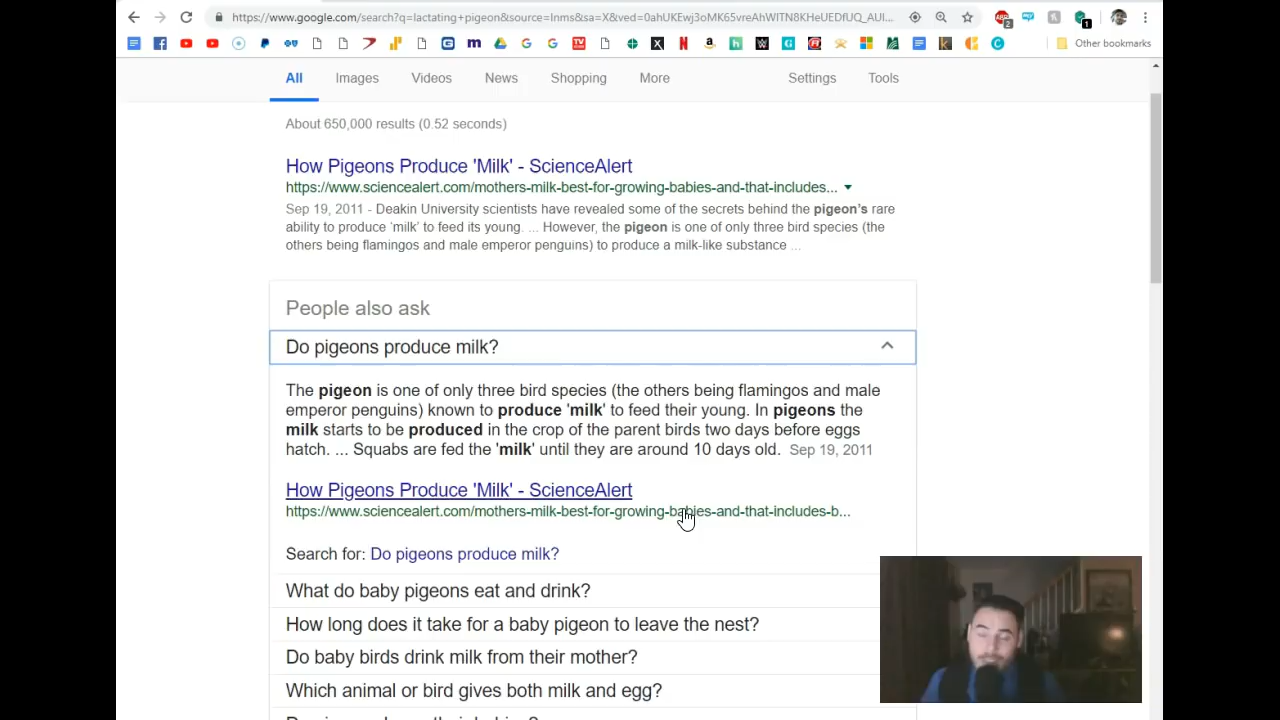 https://www.google.com/search?q=lactating+pigeon&source=lnms&sa=X&ved=0ahUKEwj3oMK65vreAhWITN8KHeUEDfUQ_AUI...
Other bookmarks
All Images Videos News Shopping More Settings Tools
About 650,000 results (0.52 seconds)
How Pigeons Produce 'Milk' - ScienceAlert
https://www.sciencealert.com/mothers-milk-best-for-growing-babies-and-that-includes...
Sep 19, 2011 - Deakin University scientists have revealed some of the secrets behind the pigeon's rare
ability to produce 'milk' to feed its young. ... However, the pigeon is one of only three bird species (the
others being flamingos and male emperor penguins) to produce a milk-like substance ...
People also ask
Do pigeons produce milk?
The pigeon is one of only three bird species (the others being flamingos and male
emperor penguins) known to produce 'milk' to feed their young. In pigeons the
milk starts to be produced in the crop of the parent birds two days before eggs
hatch. ... Squabs are fed the 'milk' until they are around 10 days old. Sep 19, 2011
How Pigeons Produce 'Milk' - ScienceAlert
https://www.sciencealert.com/mothers-milk-best-for-growing-babies-and-that-includes-b...
Search for: Do pigeons produce milk?
What do baby pigeons eat and drink?
How long does it take for a baby pigeon to leave the nest?
Do baby birds drink milk from their mother?
Which animal or bird gives both milk and egg?